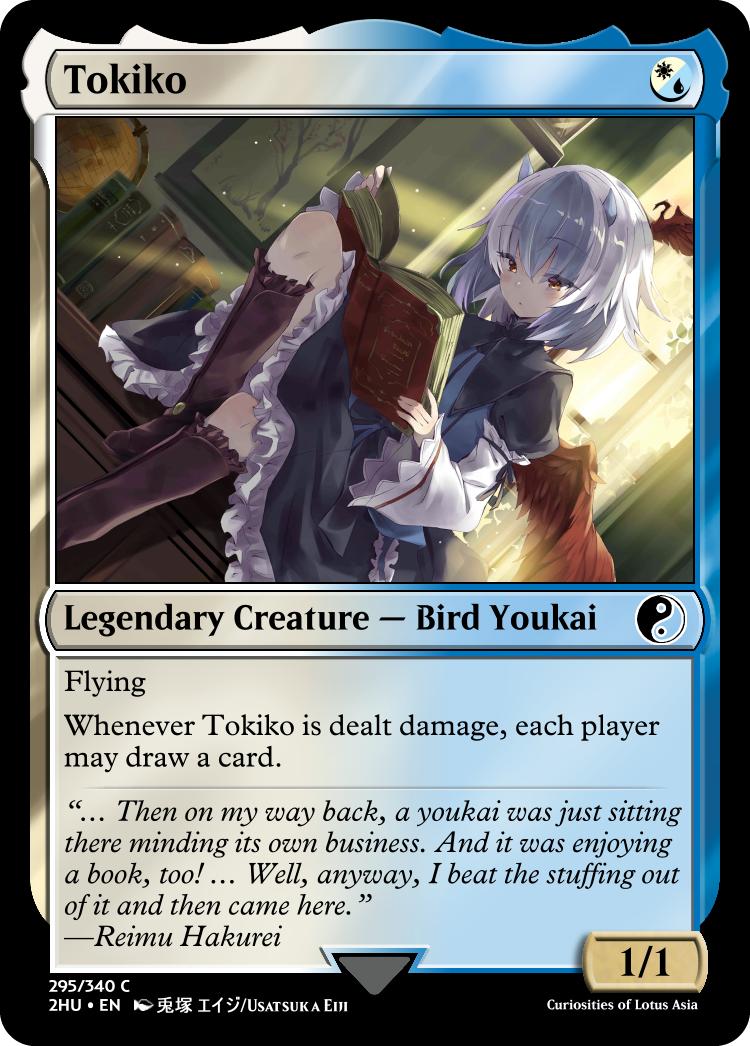 Tokiko
Legendary Creature — Bird Youkai
Flying
Whenever Tokiko is dealt damage, each player
may draw a card.
“… Then on my way back, a youkai was just sitting
there minding its own business. And it was enjoying
a book, too! … Well, anyway, I beat the stuffing out
of it and then came here.”
—Reimu Hakurei
1/1
295/340 C
2HU • EN 兎塚 エイジ/Usatsuka Eiji
Curiosities of Lotus Asia